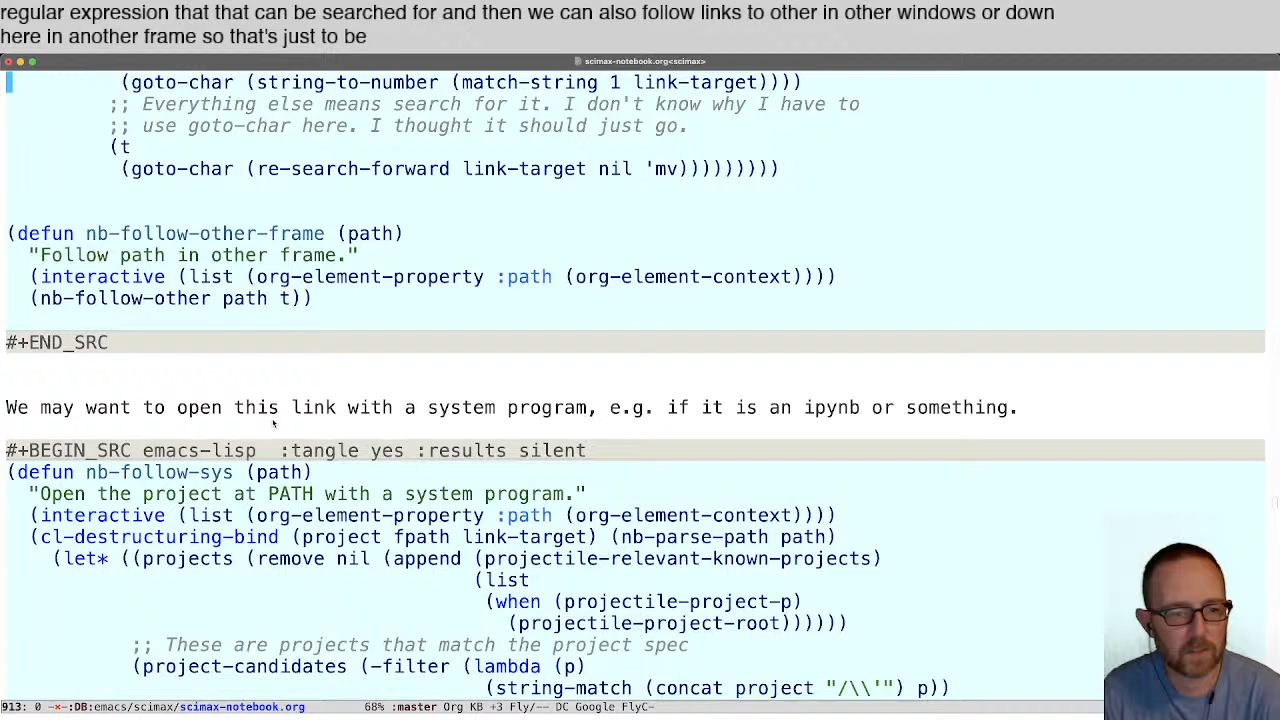 regular expression that that can be searched for and then we can also follow links to other in other windows or down
here in another frame so that's just to be
scimax-notebook.org<scimax>
(goto-char (string-to-number (match-string 1 link-target))))
;; Everything else means search for it. I don't know why I have to
;; use goto-char here. I thought it should just go.
(t
(goto-char (re-search-forward link-target nil 'mv)))))))))
(defun nb-follow-other-frame (path)
"Follow path in other frame."
(interactive (list (org-element-property :path (org-element-context))))
(nb-follow-other path t))
#+END_SRC
We may want to open this link with a system program, e.g. if it is an ipynb or something.
#+BEGIN_SRC emacs-lisp  :tangle yes :results silent
(defun nb-follow-sys (path)
"Open the project at PATH with a system program."
(interactive (list (org-element-property :path (org-element-context))))
(cl-destructuring-bind (project fpath link-target) (nb-parse-path path)
(let* ((projects (remove nil (append (projectile-relevant-known-projects)
(list
(when (projectile-project-p)
(projectile-project-root))))))
;; These are projects that match the project spec
(project-candidates (-filter (lambda (p)
(string-match (concat project "/\\'") p))
913: 0 -×-:DB:emacs/scimax/scimax-notebook.org 68% :master Org KB +3 Fly/-- DC Google FlyC-